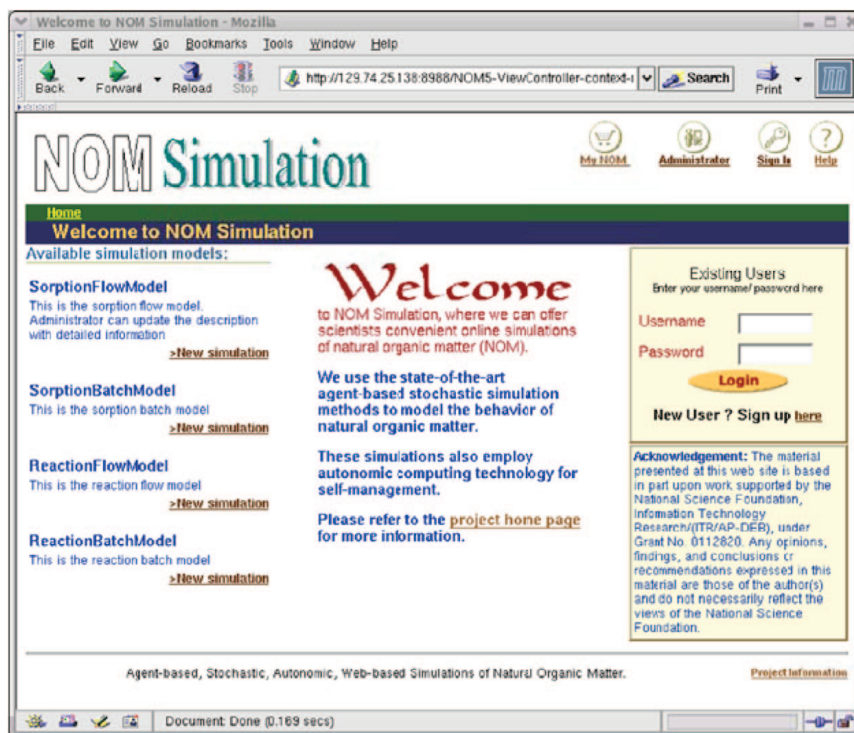 Welcome to NOM Simulation - Mozilla
File Edit View Go Bookmarks Tools Window Help
Back Forward Reload Stop http://129.74.25.138:8988/NOM5-ViewController-context-r Search Print
NOM Simulation
My NOM Administrator Sign In Help
Home
Welcome to NOM Simulation
Available simulation models:
SorptionFlowModel
This is the sorption flow model.
Administrator can update the description
with detailed information
>New simulation
SorptionBatchModel
This is the sorption batch model
>New simulation
ReactionFlowModel
This is the reaction flow model
>New simulation
ReactionBatchModel
This is the reaction batch model
>New simulation
Welcome
to NOM Simulation, where we can offer
scientists convenient online simulations
of natural organic matter (NOM).
We use the state-of-the-art
agent-based stochastic simulation
methods to model the behavior of
natural organic matter.
These simulations also employ
autonomic computing technology for
self-management.
Please refer to the project home page
for more information.
Existing Users
Enter your username/password here
Username
Password
Login
New User ? Sign up here
Acknowledgement: The material
presented at this web site is based
in part upon work supported by the
National Science Foundation,
Information Technology
Research/(ITR/AP-DEB), under
Grant No. 0112820. Any opinions,
findings, and conclusions or
recommendations expressed in this
material are those of the author(s)
and do not necessarily reflect the
views of the National Science
Foundation.
Agent-based, Stochastic, Autonomic, Web-based Simulations of Natural Organic Matter.
Project Information
Document: Done (0.169 secs)